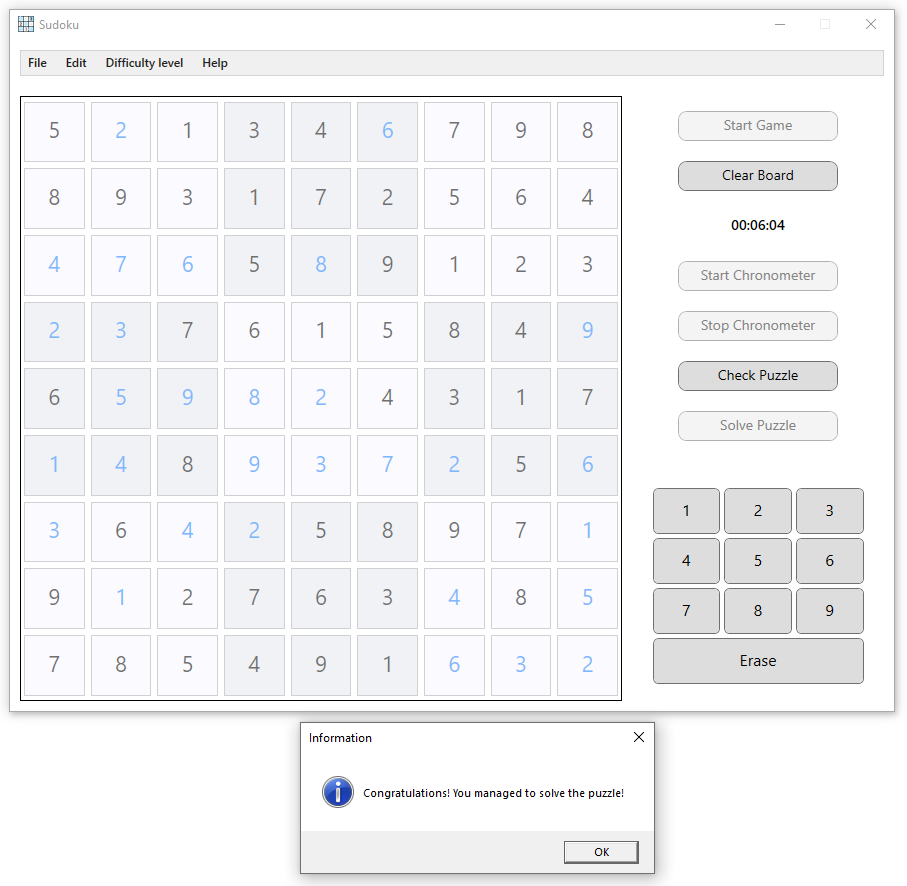 Sudoku
File Edit Difficulty level Help
5 2 1 3 4 6 7 9 8
8 9 3 1 7 2 5 6 4
4 7 6 5 8 9 1 2 3
2 3 7 6 1 5 8 4 9
6 5 9 8 2 4 3 1 7
1 4 8 9 3 7 2 5 6
3 6 4 2 5 8 9 7 1
9 1 2 7 6 3 4 8 5
7 8 5 4 9 1 6 3 2
Start Game
Clear Board
00:06:04
Start Chronometer
Stop Chronometer
Check Puzzle
Solve Puzzle
1 2 3
4 5 6
7 8 9
Erase
Information
Congratulations! You managed to solve the puzzle!
OK